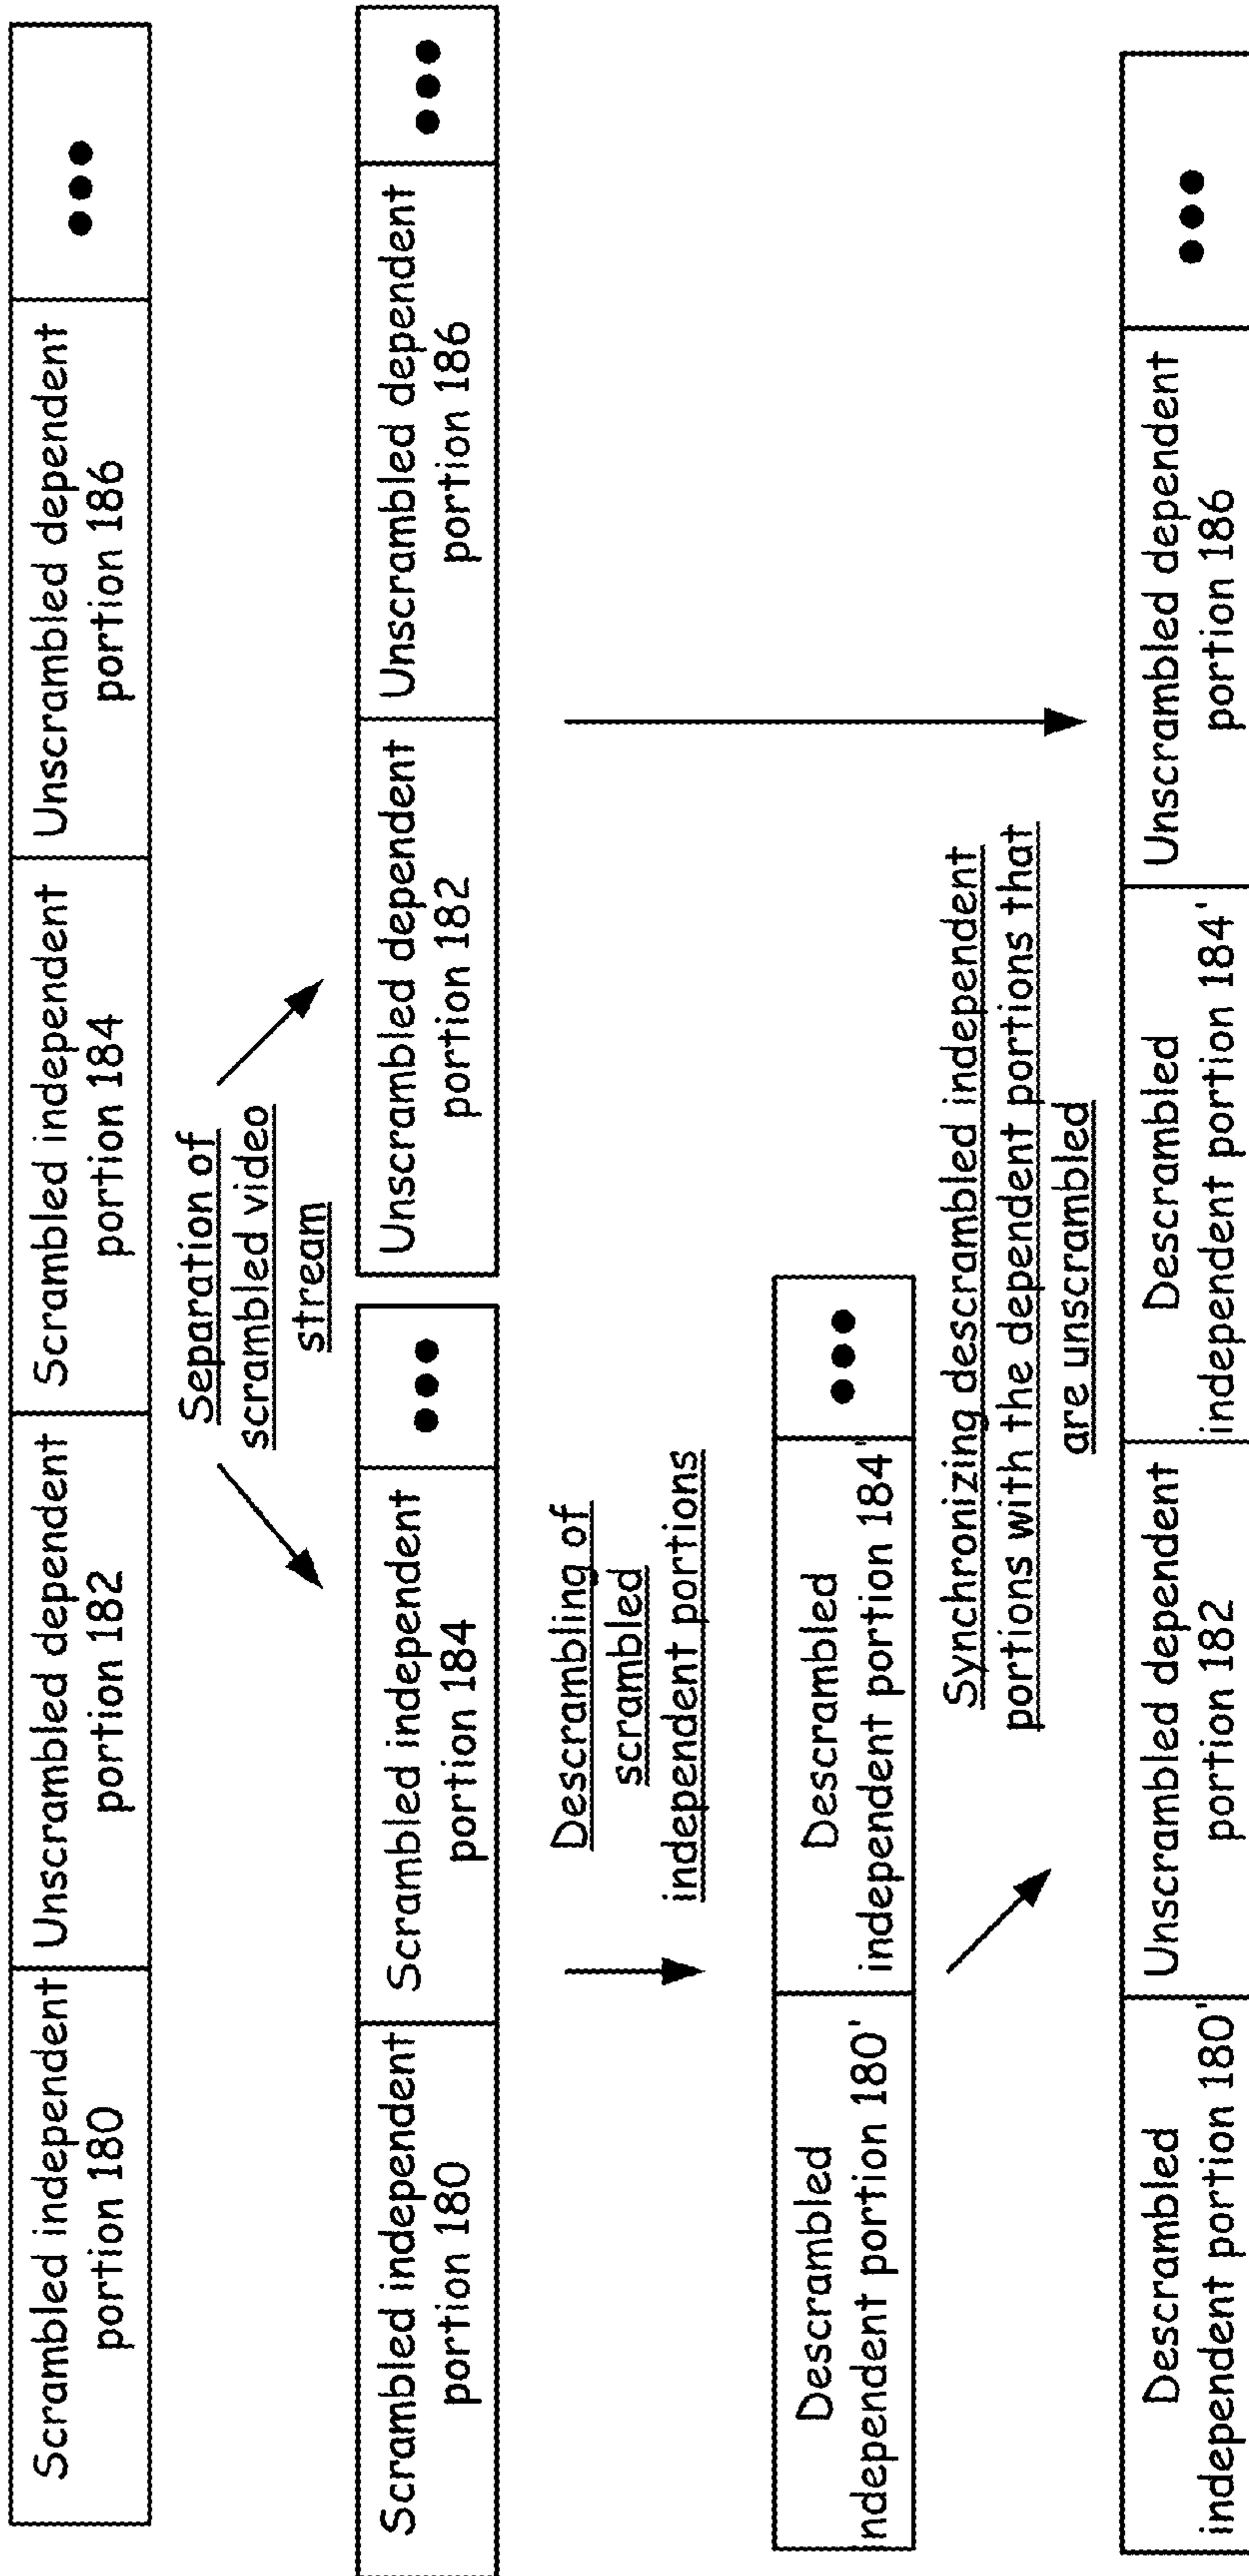 Scrambled independent
portion 180
Unscrambled dependent
portion 182
Scrambled independent
portion 184
Unscrambled dependent
portion 186
•••
Separation of
scrambled video
stream
Scrambled independent
portion 180
Scrambled independent
portion 184
•••
Unscrambled dependent
portion 182
Unscrambled dependent
portion 186
•••
Descrambling of
scrambled
independent portions
Descrambled
ndependent portion 180'
Descrambled
independent portion 184'
•••
Synchronizing descrambled independent
portions with the dependent portions that
are unscrambled
Descrambled
independent portion 180'
Unscrambled dependent
portion 182
Descrambled
independent portion 184'
Unscrambled dependent
portion 186
•••